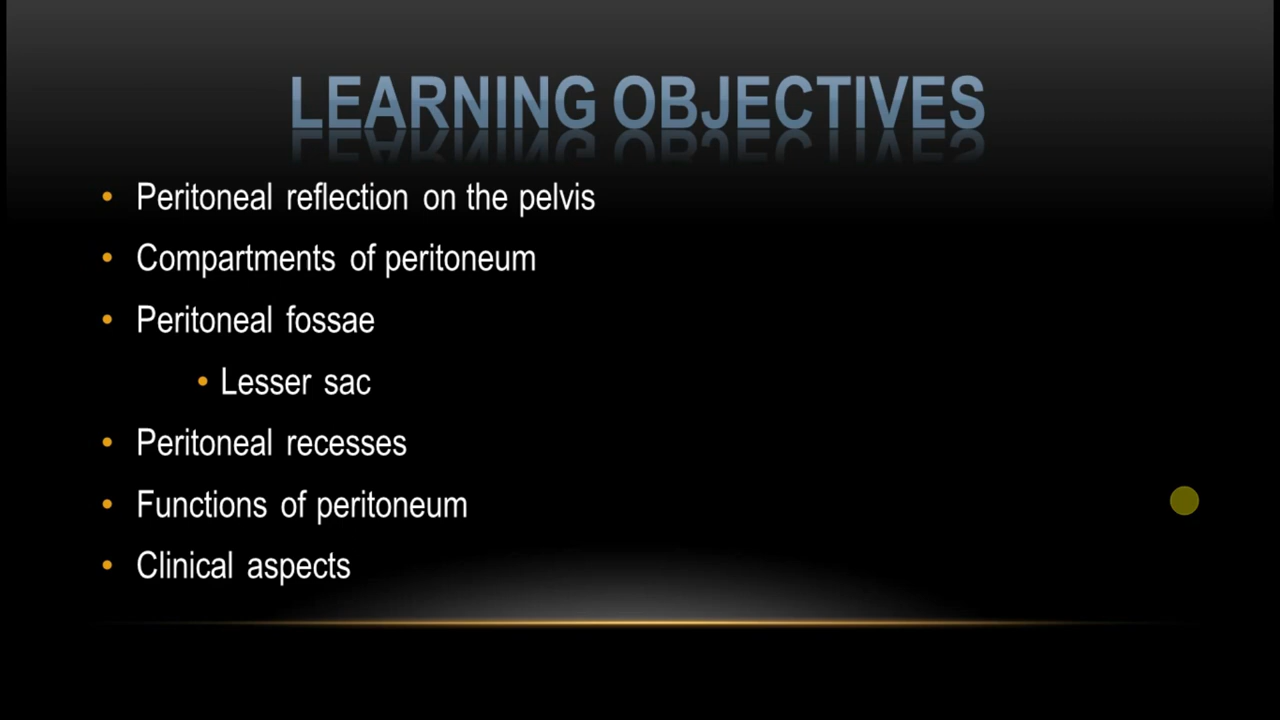 LEARNING OBJECTIVES
• Peritoneal reflection on the pelvis
• Compartments of peritoneum
• Peritoneal fossae
• Lesser sac
• Peritoneal recesses
• Functions of peritoneum
• Clinical aspects